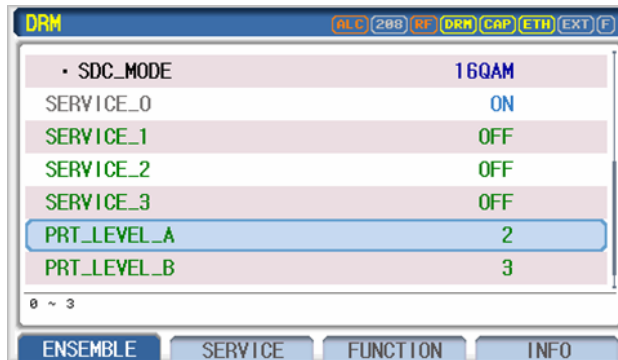 DRM ALC 208 RF DRM CAP ETH EXT F
· SDC_MODE 16QAM
SERVICE_0 ON
SERVICE_1 OFF
SERVICE_2 OFF
SERVICE_3 OFF
PRT_LEVEL_A 2
PRT_LEVEL_B 3
0 ~ 3
ENSEMBLE SERVICE FUNCTION INFO